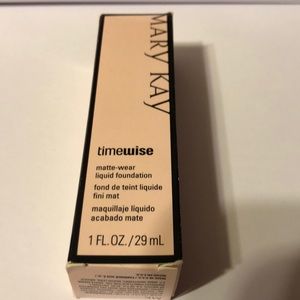 MARY KAY
timewise
matte-wear
liquid foundation
fond de teint liquide
fini mat
maquillaje líquido
acabado mate
1 FL.OZ./29 mL